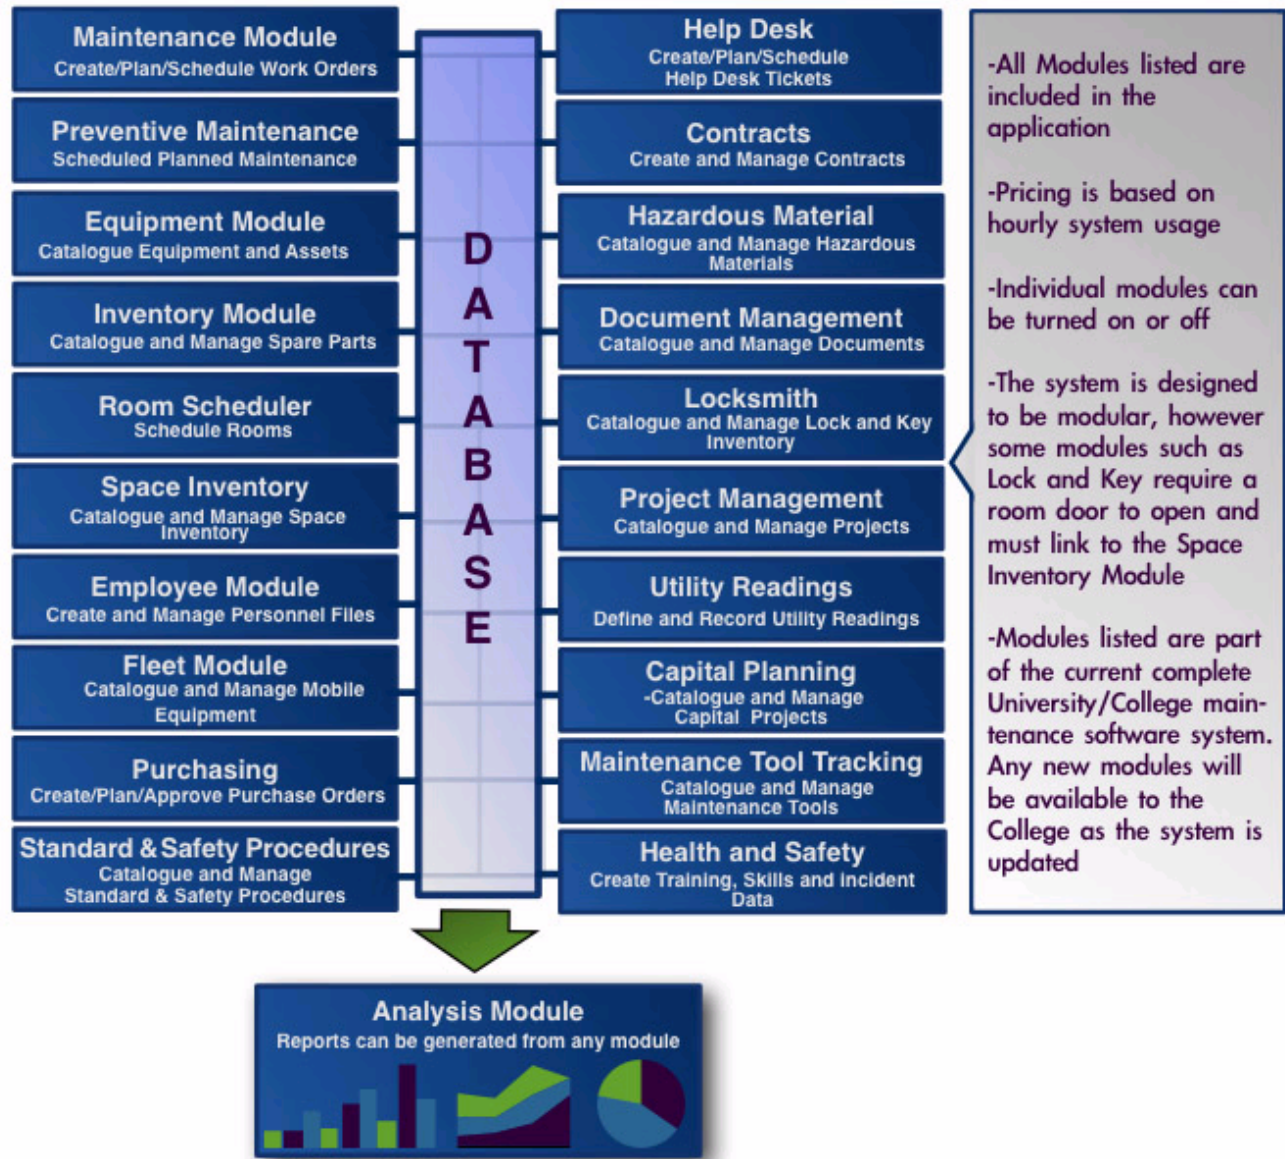 Maintenance Module
Create/Plan/Schedule Work Orders
Preventive Maintenance
Scheduled Planned Maintenance
Equipment Module
Catalogue Equipment and Assets
Inventory Module
Catalogue and Manage Spare Parts
Room Scheduler
Schedule Rooms
Space Inventory
Catalogue and Manage Space
Inventory
Employee Module
Create and Manage Personnel Files
Fleet Module
Catalogue and Manage Mobile
Equipment
Purchasing
Create/Plan/Approve Purchase Orders
Standard & Safety Procedures
Catalogue and Manage
Standard & Safety Procedures
DATABASE
Help Desk
Create/Plan/Schedule
Help Desk Tickets
Contracts
Create and Manage Contracts
Hazardous Material
Catalogue and Manage Hazardous
Materials
Document Management
Catalogue and Manage Documents
Locksmith
Catalogue and Manage Lock and Key
Inventory
Project Management
Catalogue and Manage Projects
Utility Readings
Define and Record Utility Readings
Capital Planning
-Catalogue and Manage
Capital Projects
Maintenance Tool Tracking
Catalogue and Manage
Maintenance Tools
Health and Safety
Create Training, Skills and incident
Data
-All Modules listed are
included in the
application
-Pricing is based on
hourly system usage
-Individual modules can
be turned on or off
-The system is designed
to be modular, however
some modules such as
Lock and Key require a
room door to open and
must link to the Space
Inventory Module
-Modules listed are part
of the current complete
University/College main-
tenance software system.
Any new modules will
be available to the
College as the system is
updated
Analysis Module
Reports can be generated from any module